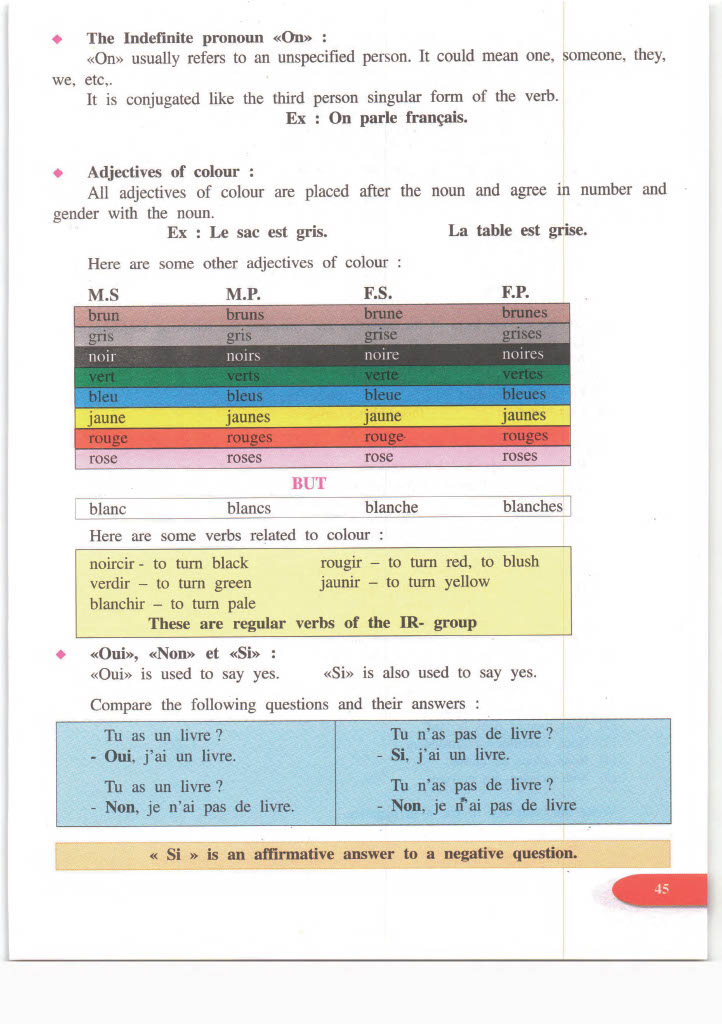 ◆ The Indefinite pronoun «On» :
«On» usually refers to an unspecified person. It could mean one, someone, they,
we, etc,.
It is conjugated like the third person singular form of the verb.
Ex : On parle français.
◆ Adjectives of colour :
All adjectives of colour are placed after the noun and agree in number and
gender with the noun.
Ex : Le sac est gris. La table est grise.
Here are some other adjectives of colour :
M.S M.P. F.S. F.P.
brun bruns brune brunes
gris gris grise grises
noir noirs noire noires
vert verts verte vertes
bleu bleus bleue bleues
jaune jaunes jaune jaunes
rouge rouges rouge rouges
rose roses rose roses
BUT
blanc blancs blanche blanches
Here are some verbs related to colour :
noircir - to turn black rougir – to turn red, to blush
verdir – to turn green jaunir – to turn yellow
blanchir – to turn pale
These are regular verbs of the IR- group
◆ «Oui», «Non» et «Si» :
«Oui» is used to say yes. «Si» is also used to say yes.
Compare the following questions and their answers :
Tu as un livre ? Tu n'as pas de livre ?
- Oui, j'ai un livre. - Si, j'ai un livre.
Tu as un livre ? Tu n'as pas de livre ?
- Non, je n'ai pas de livre. - Non, je n'ai pas de livre
« Si » is an affirmative answer to a negative question.
45